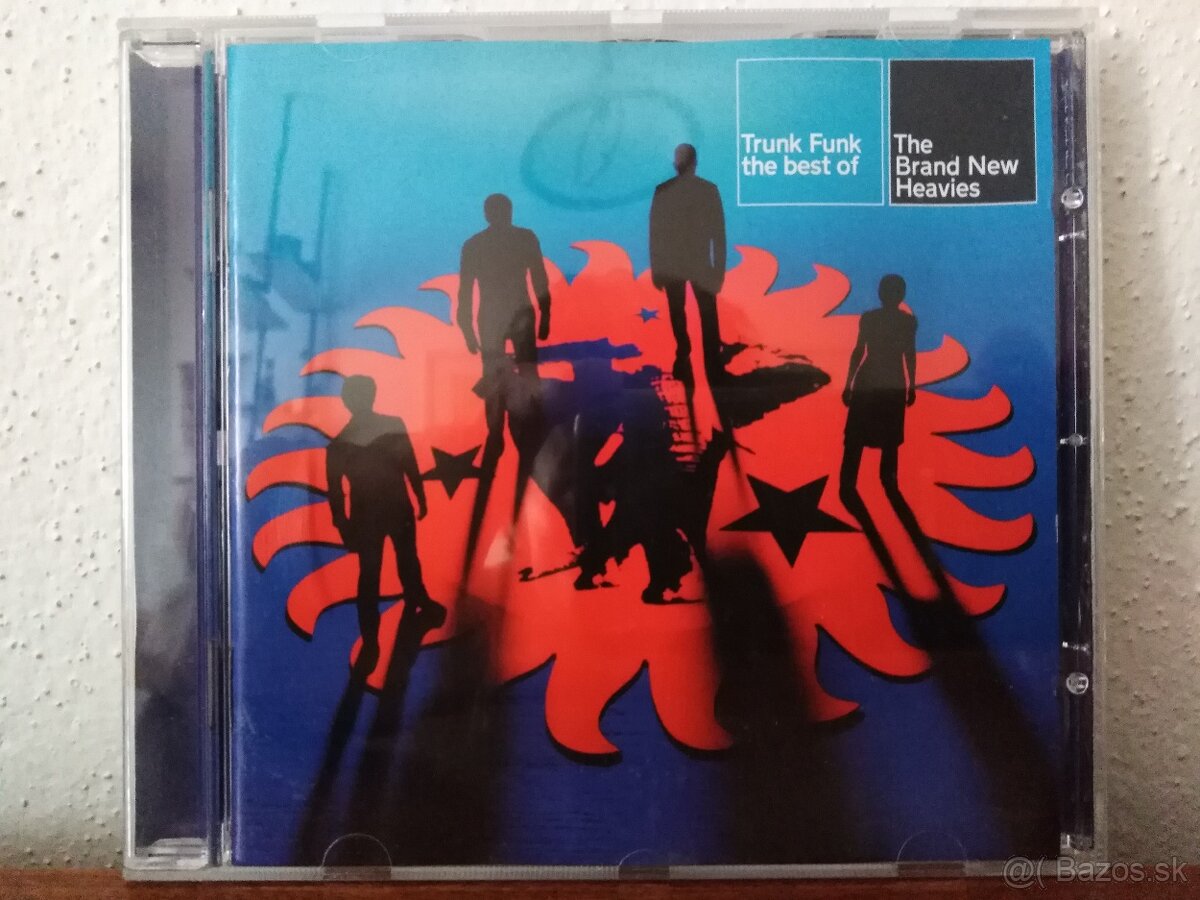 Trunk Funk
the best of
The
Brand New
Heavies
@( Bazos.sk